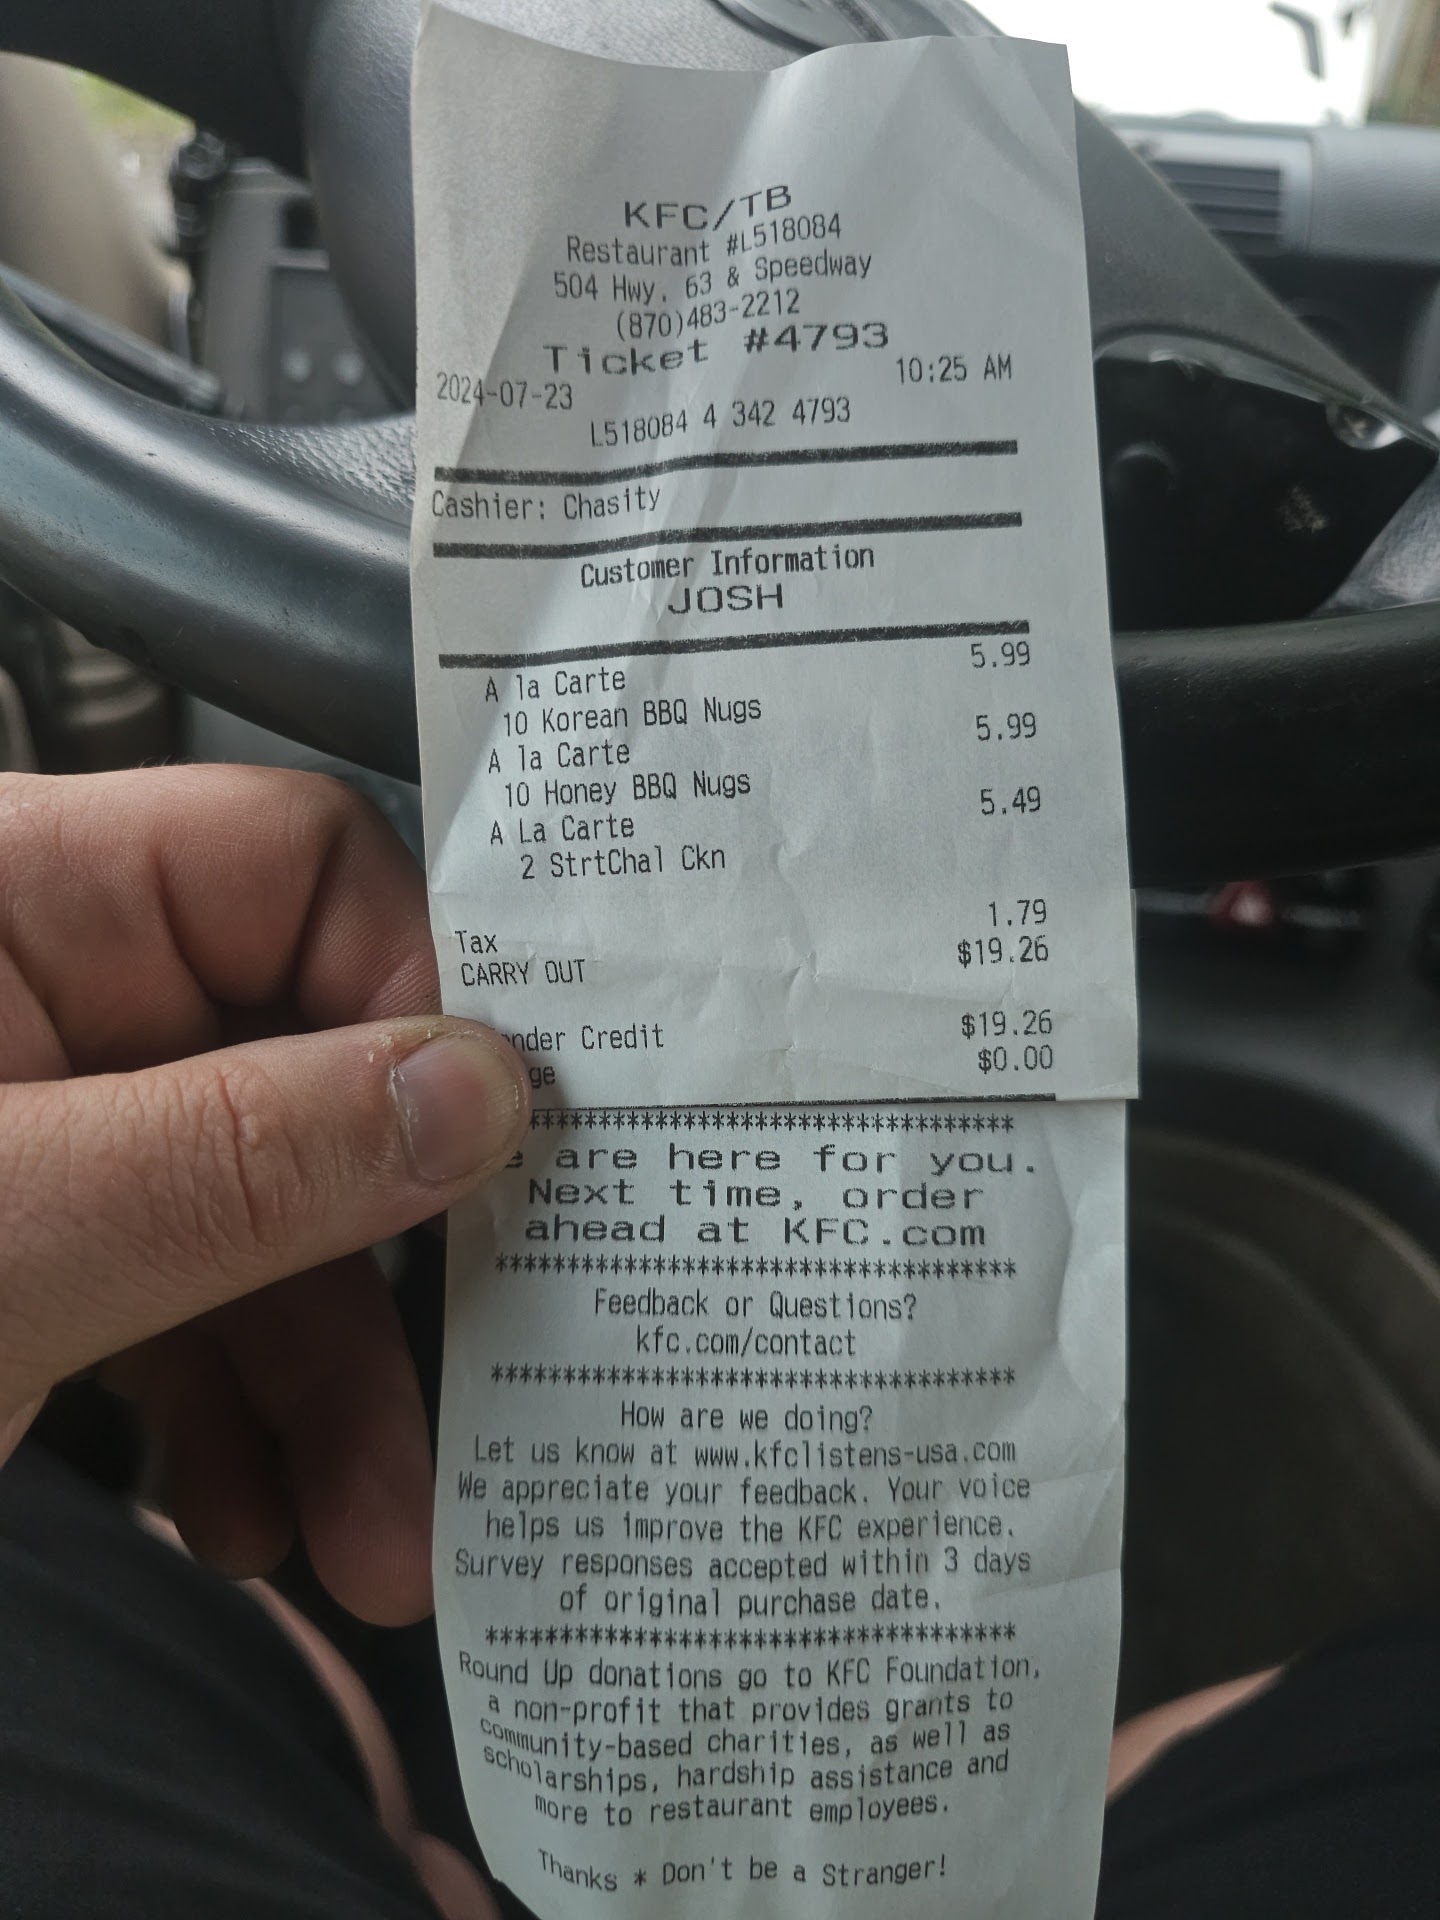 KFC/TB
Restaurant #L518084
504 Hwy. 63 & Speedway
(870)483-2212
Ticket #4793
2024-07-23 10:25 AM
L518084 4 342 4793
Cashier: Chasity
Customer Information
JOSH
A la Carte 5.99
10 Korean BBQ Nugs
A la Carte 5.99
10 Honey BBQ Nugs
A La Carte 5.49
2 StrtChal Ckn
Tax 1.79
CARRY OUT $19.26
Credit $19.26
$0.00
***********************************
are here for you.
Next time, order
ahead at KFC.com
***********************************
Feedback or Questions?
kfc.com/contact
***********************************
How are we doing?
Let us know at www.kfclistens-usa.com
We appreciate your feedback. Your voice
helps us improve the KFC experience.
Survey responses accepted within 3 days
of original purchase date.
***********************************
Round Up donations go to KFC Foundation,
a non-profit that provides grants to
community-based charities, as well as
scholarships, hardship assistance and
more to restaurant employees.
Thanks * Don't be a Stranger!